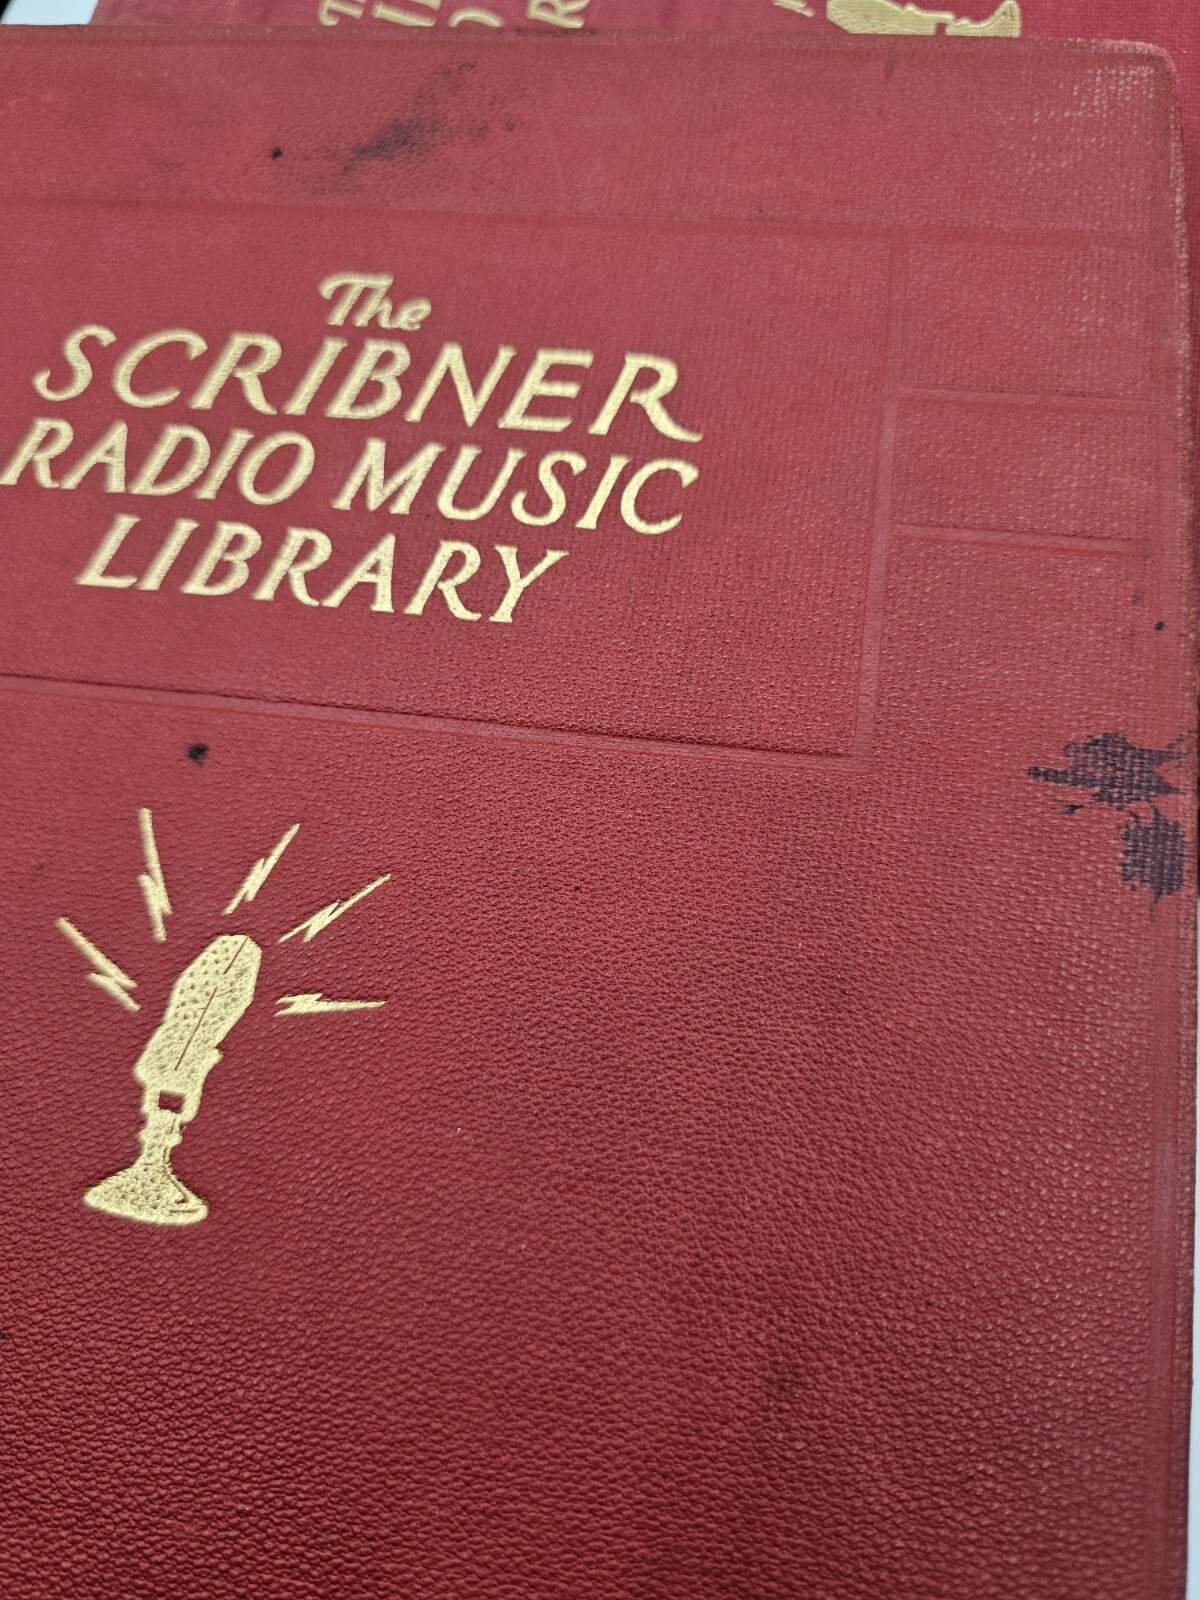 The
SCRIBNER
RADIO MUSIC
LIBRARY